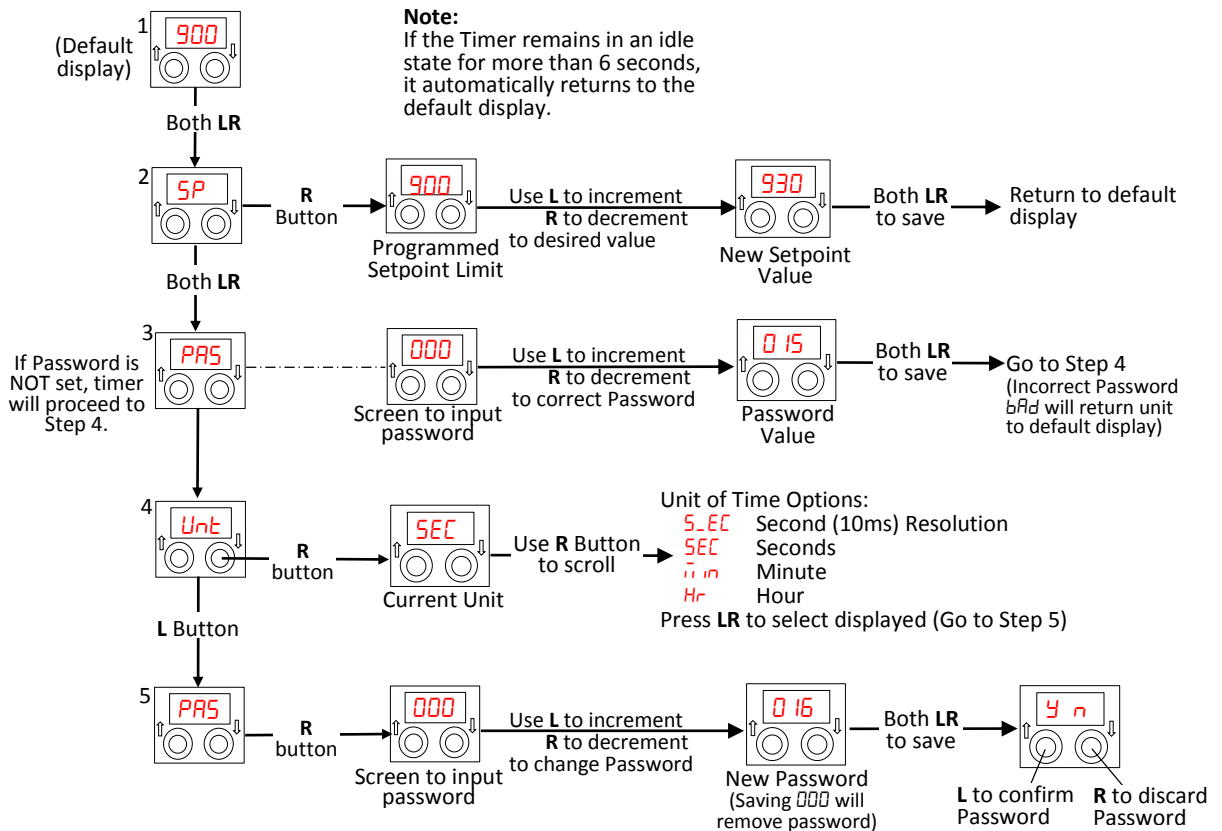 Note:
If the Timer remains in an idle
state for more than 6 seconds,
it automatically returns to the
default display.
1
900
(Default
display)
Both LR
2
SP
R
Button
900
Programmed
Setpoint Limit
Use L to increment
R to decrement
to desired value
930
New Setpoint
Value
Both LR
to save
Return to default
display
Both LR
3
PAS
If Password is
NOT set, timer
will proceed to
Step 4.
000
Screen to input
password
Use L to increment
R to decrement
to correct Password
015
Password
Value
Both LR
to save
Go to Step 4
(Incorrect Password
bAd will return unit
to default display)
4
Unt
R
button
SEC
Current Unit
Use R Button
to scroll
Unit of Time Options:
S_EC Second (10ms) Resolution
SEC Seconds
Min Minute
Hr Hour
Press LR to select displayed (Go to Step 5)
L Button
5
PAS
R
button
000
Screen to input
password
Use L to increment
R to decrement
to change Password
016
New Password
(Saving 000 will
remove password)
Both LR
to save
y n
L to confirm
Password
R to discard
Password